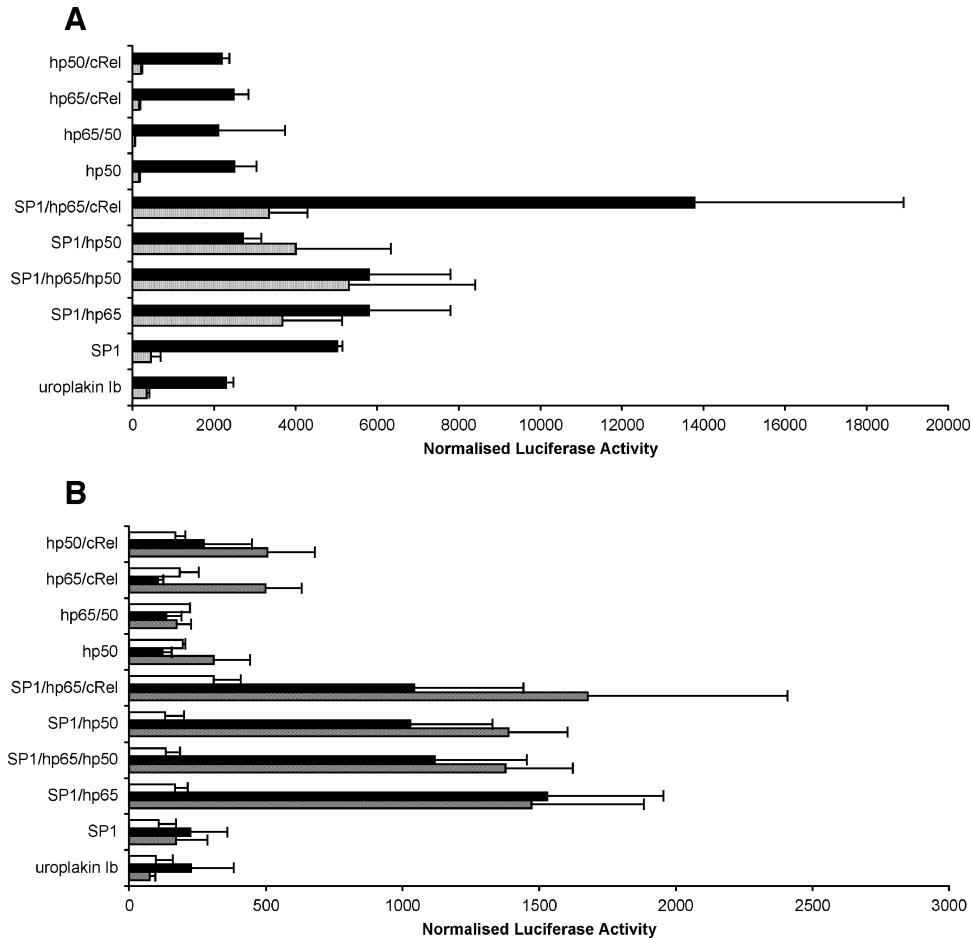 A
hp50/cRel
hp65/cRel
hp65/50
hp50
SP1/hp65/cRel
SP1/hp50
SP1/hp65/hp50
SP1/hp65
SP1
uroplakin Ib
0 2000 4000 6000 8000 10000 12000 14000 16000 18000 20000
Normalised Luciferase Activity
B
hp50/cRel
hp65/cRel
hp65/50
hp50
SP1/hp65/cRel
SP1/hp50
SP1/hp65/hp50
SP1/hp65
SP1
uroplakin Ib
0 500 1000 1500 2000 2500 3000
Normalised Luciferase Activity